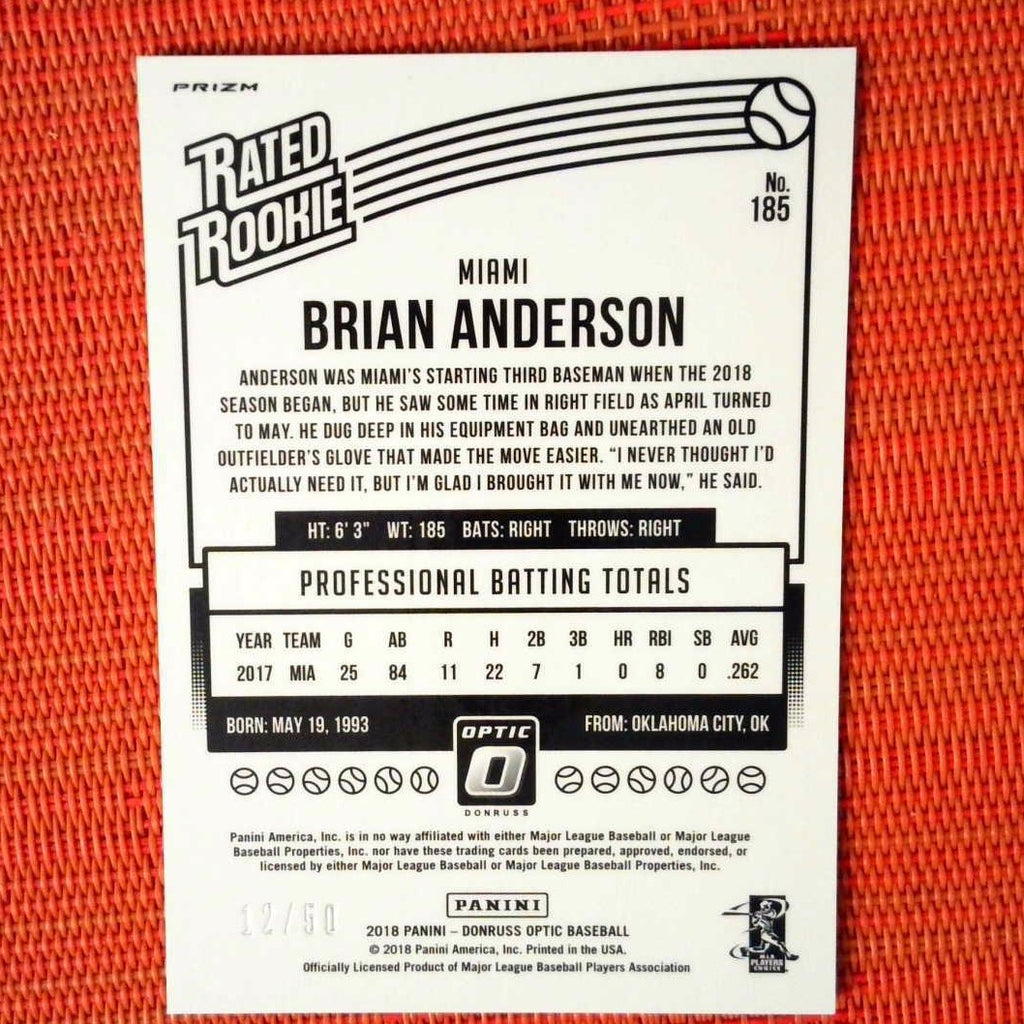 PRIZM
RATED
ROOKIE
No.
185
MIAMI
BRIAN ANDERSON
ANDERSON WAS MIAMI'S STARTING THIRD BASEMAN WHEN THE 2018
SEASON BEGAN, BUT HE SAW SOME TIME IN RIGHT FIELD AS APRIL TURNED
TO MAY. HE DUG DEEP IN HIS EQUIPMENT BAG AND UNEARTHED AN OLD
OUTFIELDER'S GLOVE THAT MADE THE MOVE EASIER. "I NEVER THOUGHT I'D
ACTUALLY NEED IT, BUT I'M GLAD I BROUGHT IT WITH ME NOW," HE SAID.
HT: 6' 3" WT: 185 BATS: RIGHT THROWS: RIGHT
PROFESSIONAL BATTING TOTALS
YEAR TEAM G AB R H 2B 3B HR RBI SB AVG
2017 MIA 25 84 11 22 7 1 0 8 0 .262
BORN: MAY 19, 1993
FROM: OKLAHOMA CITY, OK
OPTIC
O
DONRUSS
Panini America, Inc. is in no way affiliated with either Major League Baseball or Major League
Baseball Properties, Inc. nor have these trading cards been prepared, approved, endorsed, or
licensed by either Major League Baseball or Major League Baseball Properties, Inc.
12/50
PANINI
2018 PANINI – DONRUSS OPTIC BASEBALL
© 2018 Panini America, Inc. Printed in the USA.
Officially Licensed Product of Major League Baseball Players Association
MLB
PLAYERS
CHOICE